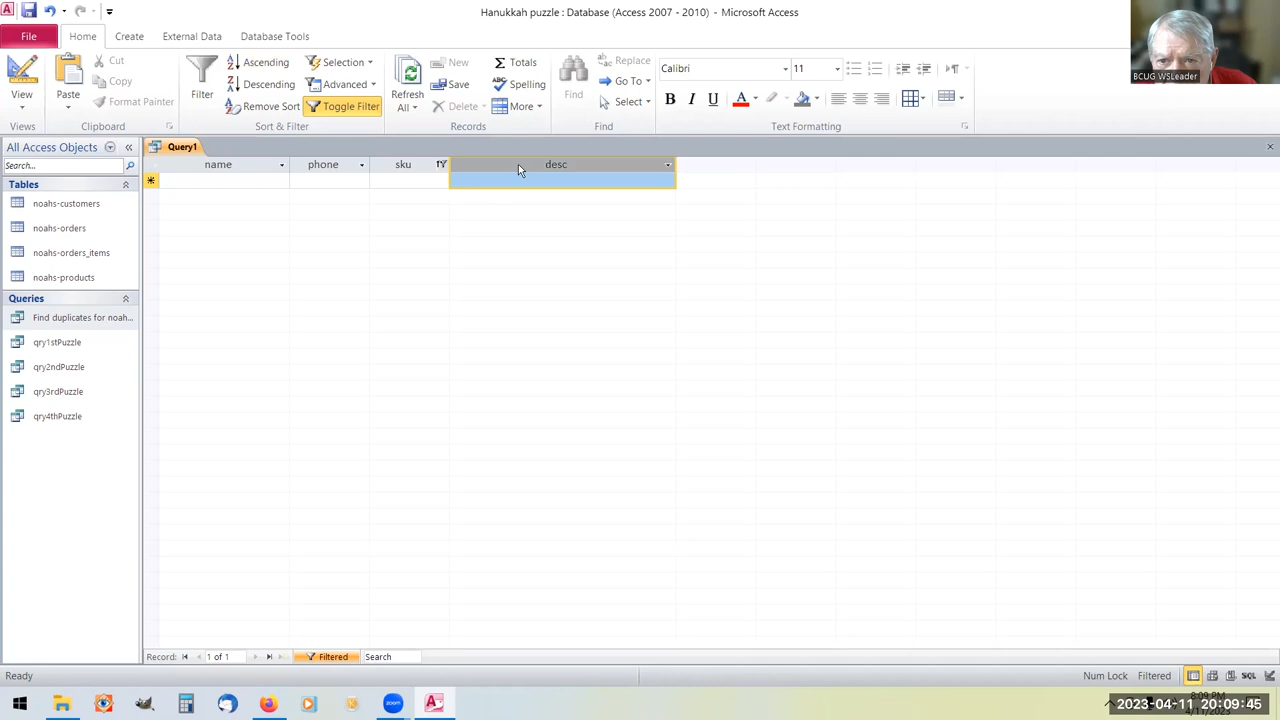 Hanukkah puzzle : Database (Access 2007 - 2010) - Microsoft Access
File Home Create External Data Database Tools
View
Views
Paste
Cut
Copy
Format Painter
Clipboard
Filter
Ascending
Descending
Remove Sort
Selection
Advanced
Toggle Filter
Sort & Filter
Refresh
All
New
Save
Delete
Totals
Spelling
More
Records
Find
Replace
Go To
Select
Find
Calibri 11
B I U A
Text Formatting
BCUG WSLeader
All Access Objects
Search...
Tables
noahs-customers
noahs-orders
noahs-orders_items
noahs-products
Queries
Find duplicates for noah...
qry1stPuzzle
qry2ndPuzzle
qry3rdPuzzle
qry4thPuzzle
Query1
name phone sku desc
Record: 1 of 1 Filtered Search
Ready Num Lock Filtered SQL
zoom
2023-04-11 20:09:45